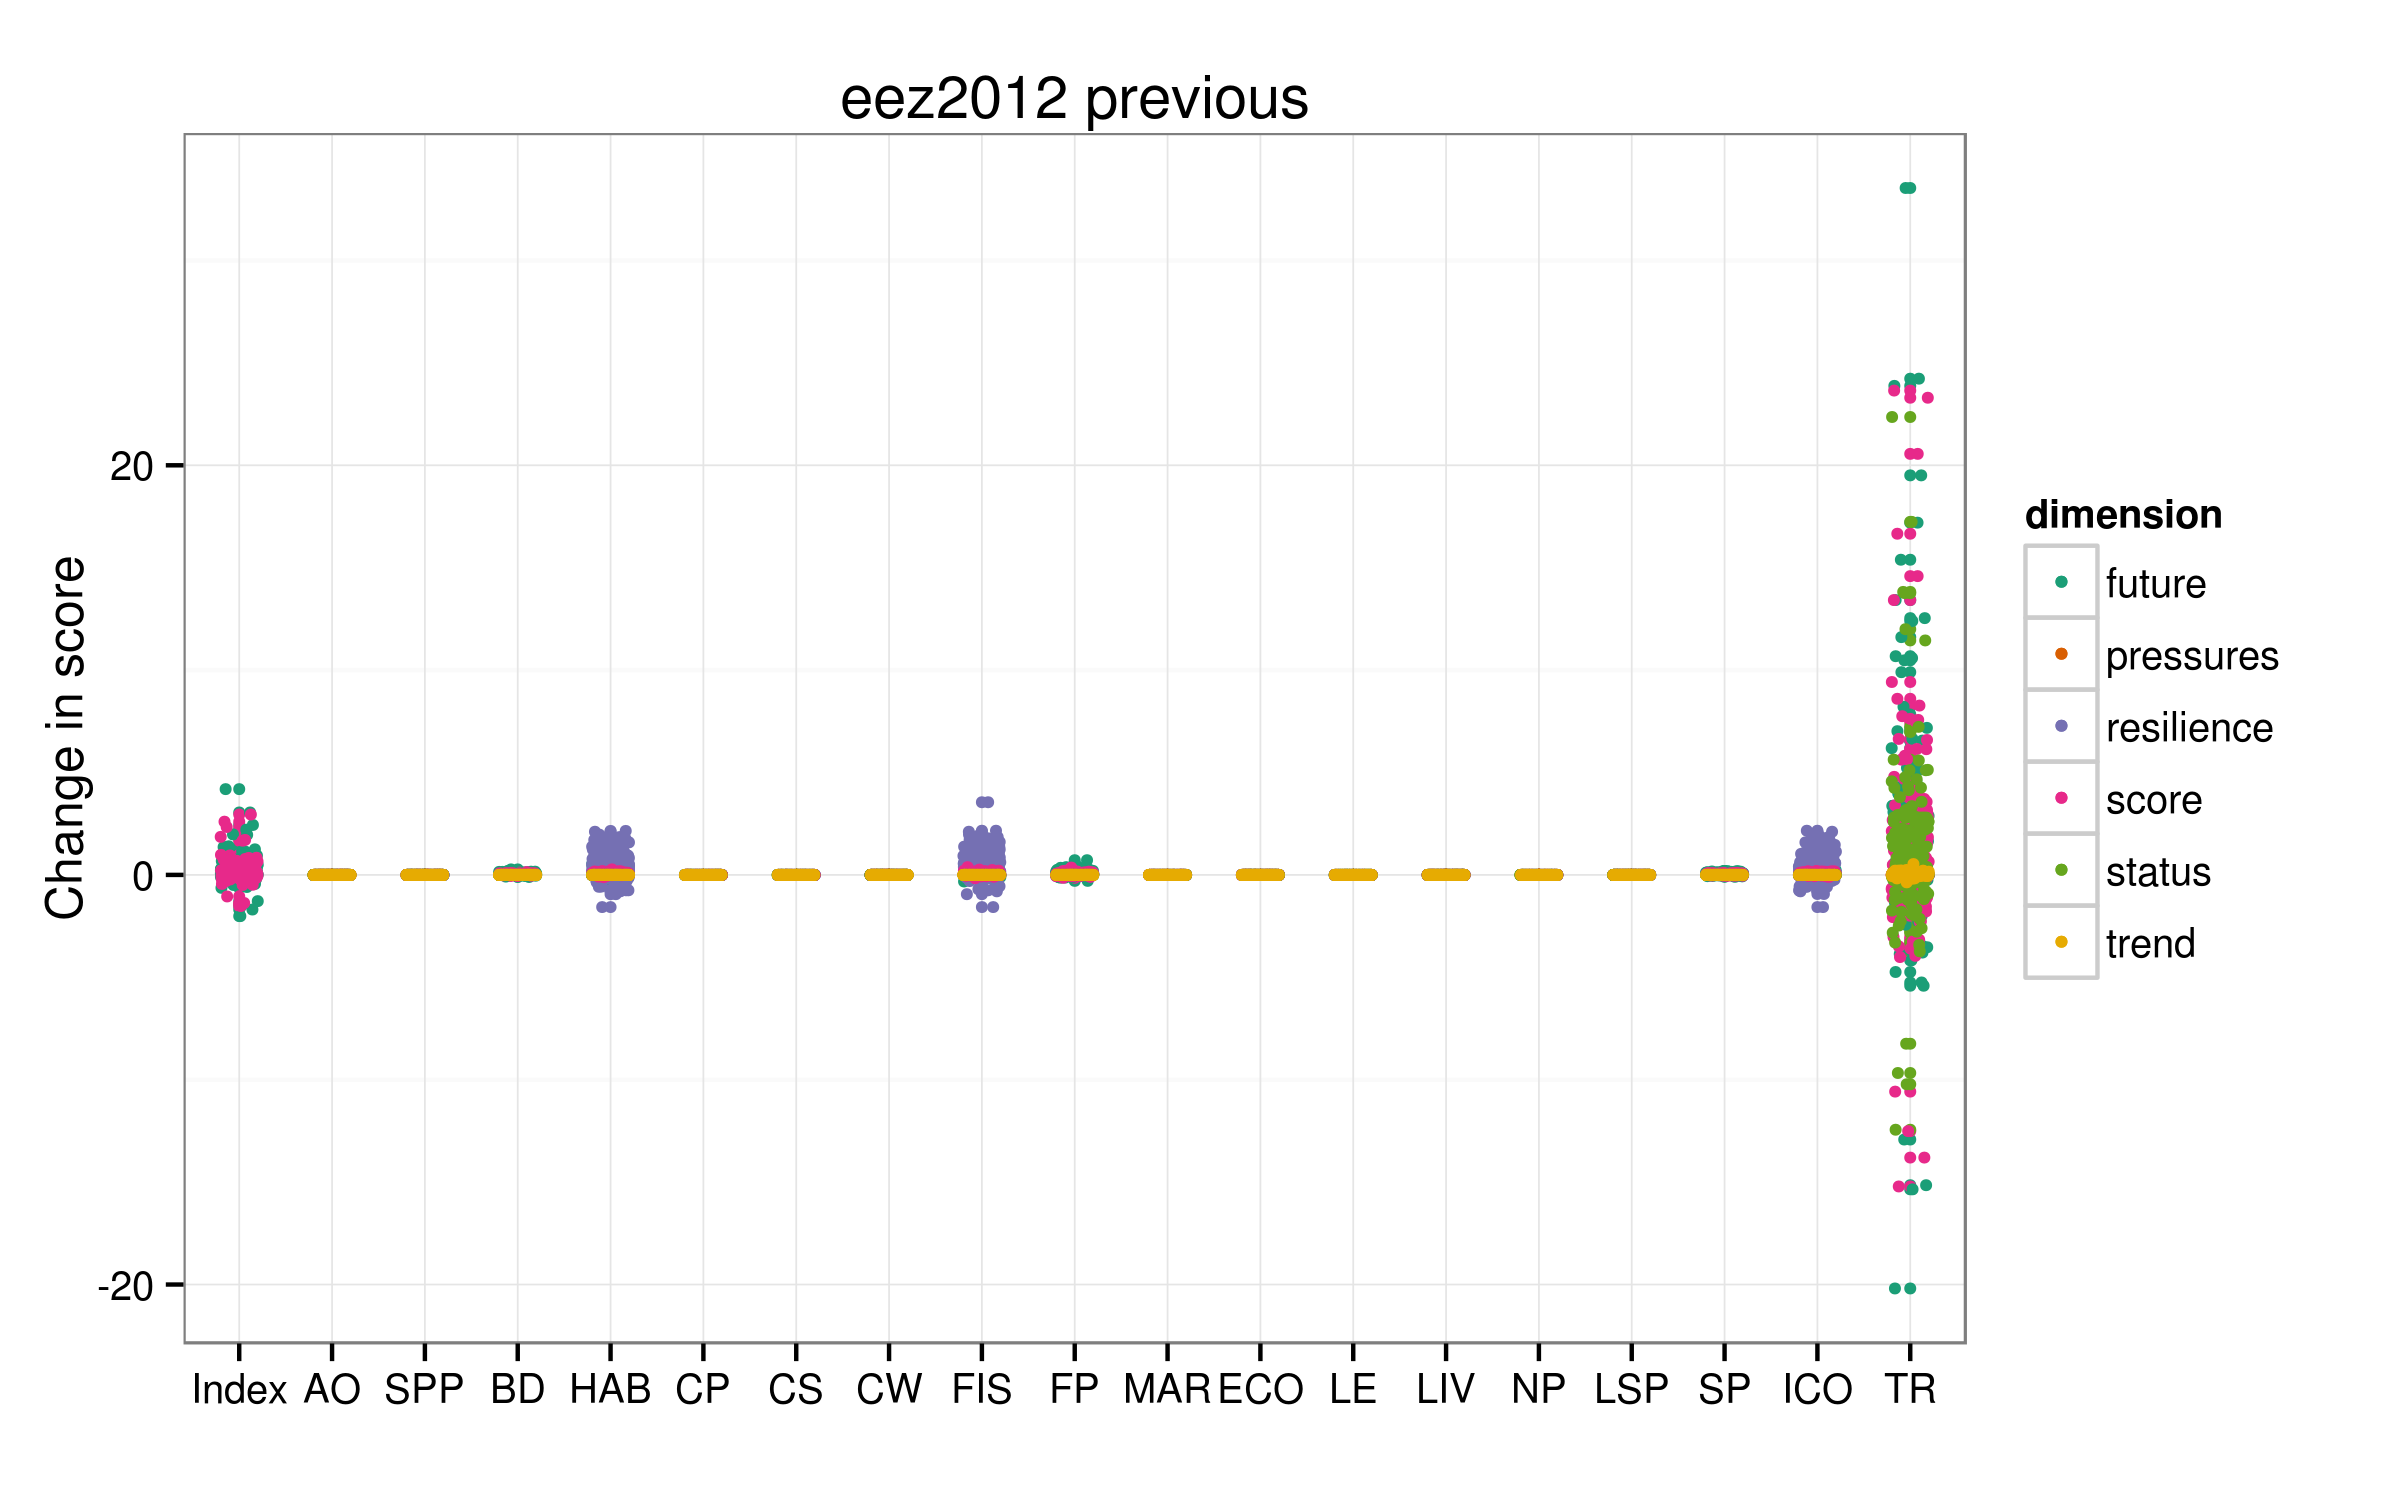 eez2012 previous
Change in score
20
0
-20
Index AO SPP BD HAB CP CS CW FIS FP MAR ECO LE LIV NP LSP SP ICO TR
dimension
future
pressures
resilience
score
status
trend